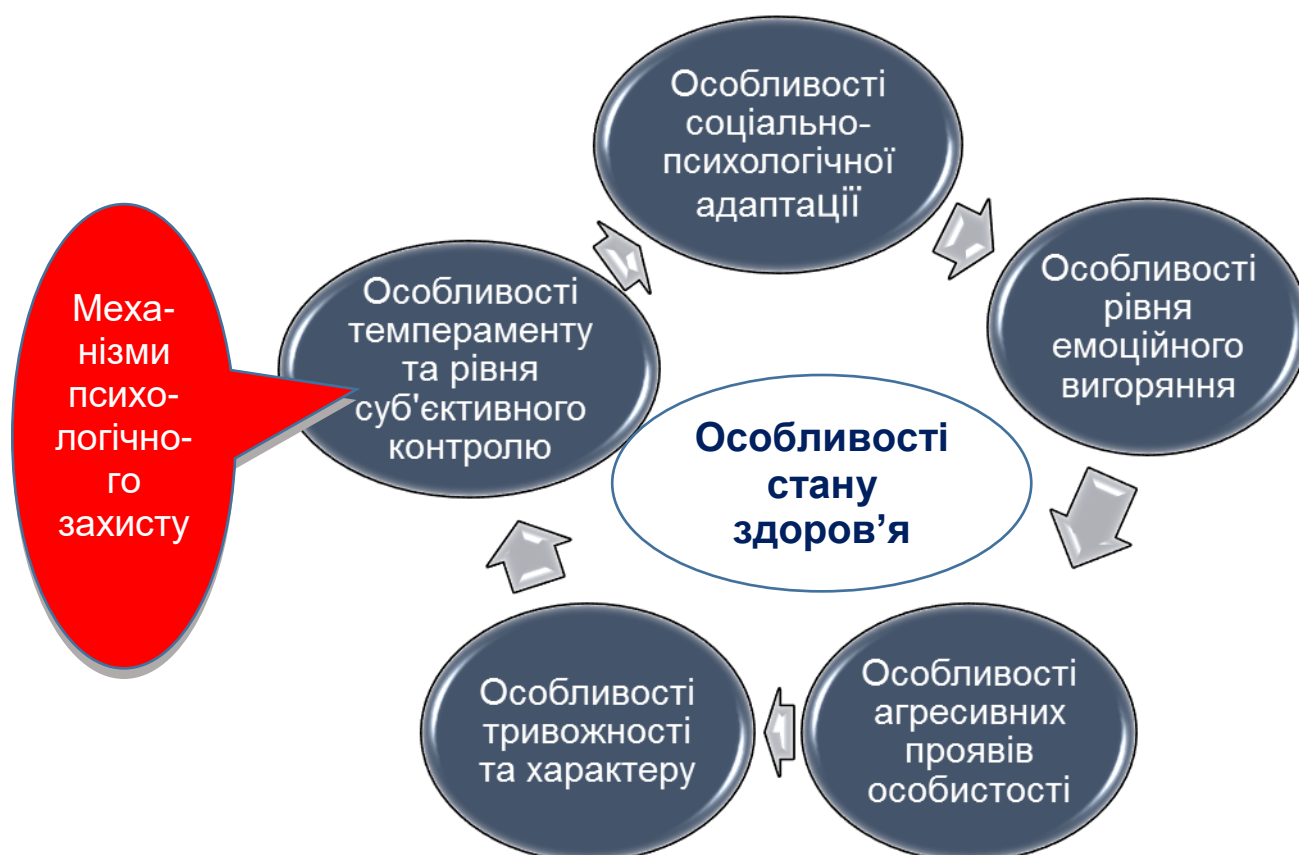 Особливості
соціально-
психологічної
адаптації
Особливості
рівня
емоційного
вигоряння
Особливості
агресивних
проявів
особистості
Особливості
тривожності
та характеру
Особливості
темпераменту
та рівня
суб'єктивного
контролю
Меха-
нізми
психо-
логічно-
го
захисту
Особливості
стану
здоров’я